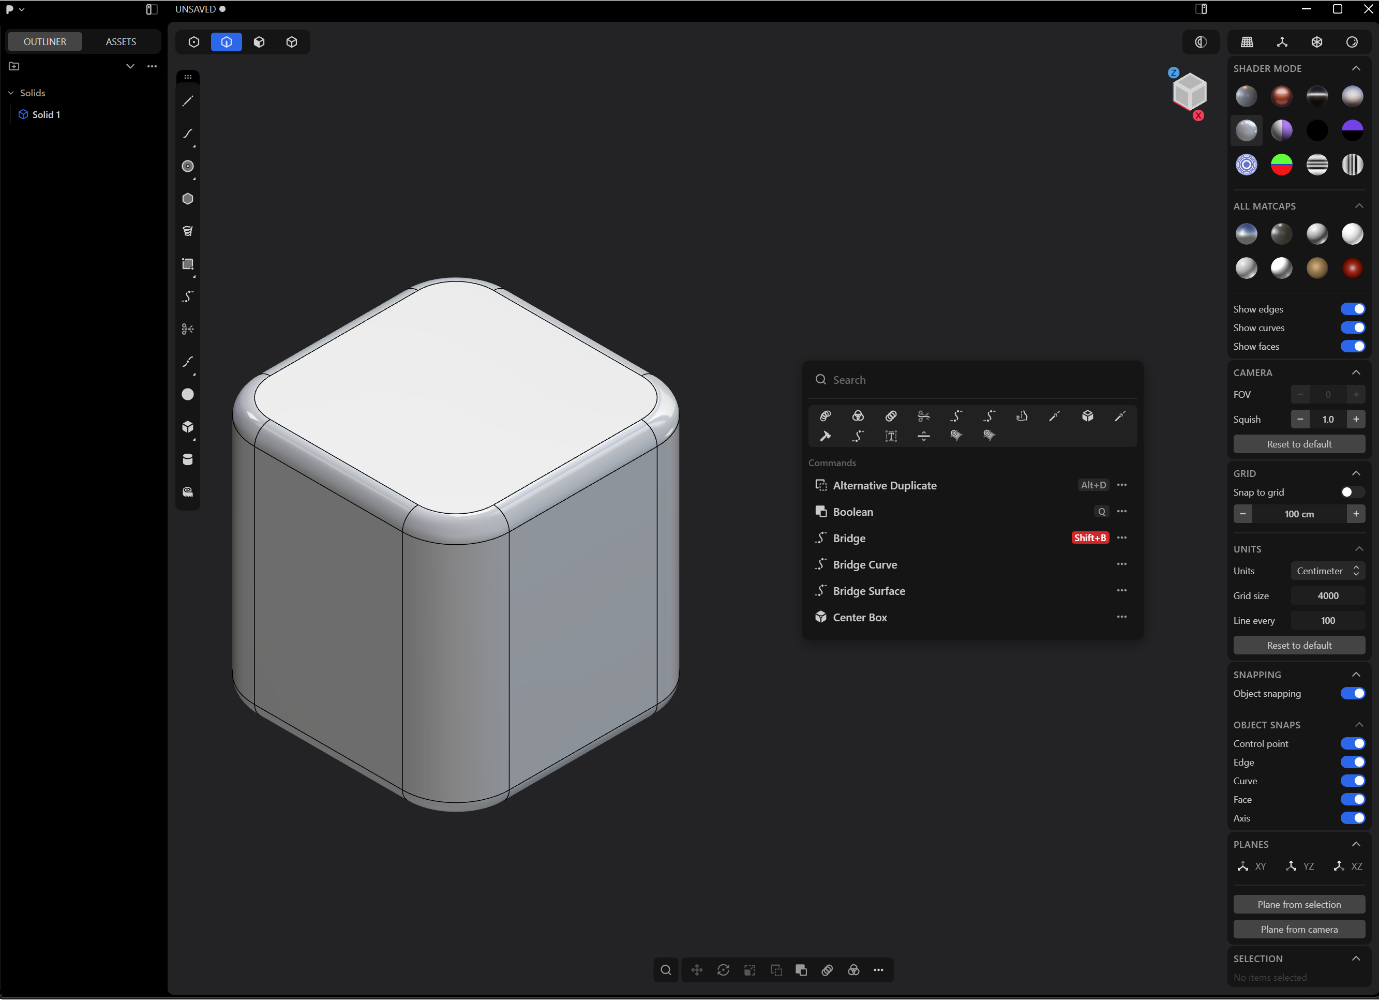 UNSAVED
OUTLINER ASSETS
Solids
Solid 1
Z
X
Search
Commands
Alternative Duplicate Alt+D
Boolean Q
Bridge Shift+B
Bridge Curve
Bridge Surface
Center Box
SHADER MODE
ALL MATCAPS
Show edges
Show curves
Show faces
CAMERA
FOV − 0 +
Squish − 1.0 +
Reset to default
GRID
Snap to grid
− 100 cm +
UNITS
Units Centimeter
Grid size 4000
Line every 100
Reset to default
SNAPPING
Object snapping
OBJECT SNAPS
Control point
Edge
Curve
Face
Axis
PLANES
XY YZ XZ
Plane from selection
Plane from camera
SELECTION
No items selected